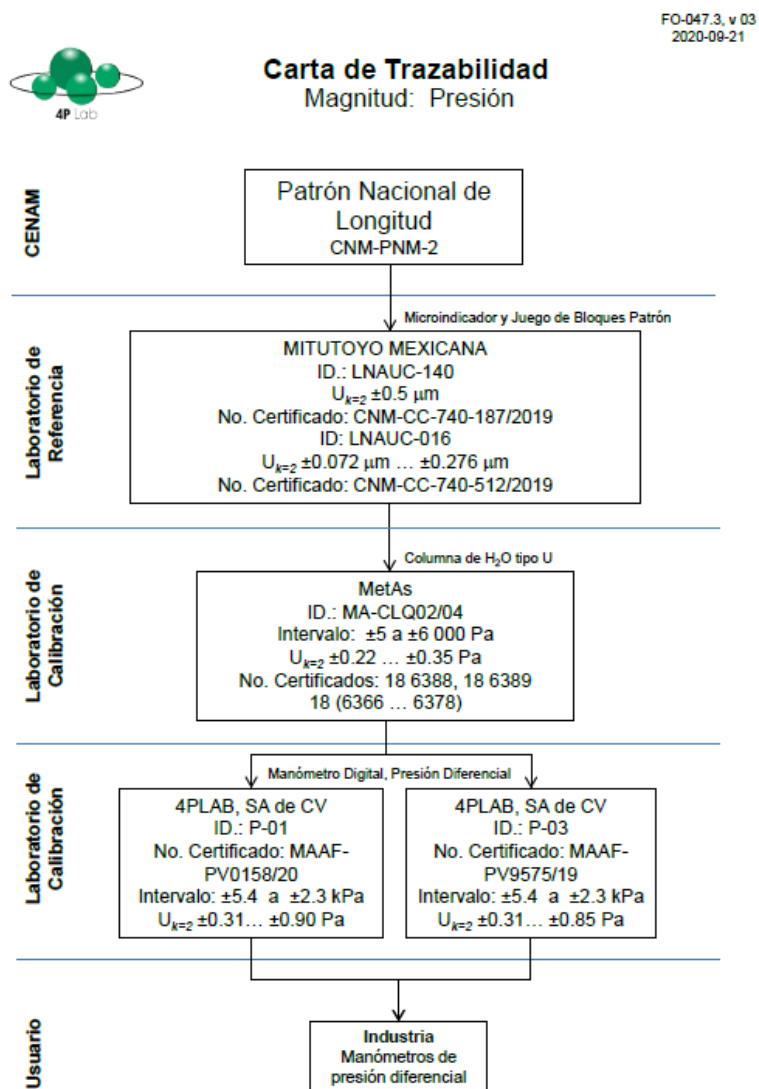 FO-047.3, v 03
2020-09-21
4P Lab
Carta de Trazabilidad
Magnitud: Presión
CENAM
Patrón Nacional de
Longitud
CNM-PNM-2
Microindicador y Juego de Bloques Patrón
Laboratorio de
Referencia
MITUTOYO MEXICANA
ID.: LNAUC-140
Uk=2 ±0.5 μm
No. Certificado: CNM-CC-740-187/2019
ID: LNAUC-016
Uk=2 ±0.072 μm … ±0.276 μm
No. Certificado: CNM-CC-740-512/2019
Columna de H2O tipo U
Laboratorio de
Calibración
MetAs
ID.: MA-CLQ02/04
Intervalo: ±5 a ±6 000 Pa
Uk=2 ±0.22 … ±0.35 Pa
No. Certificados: 18 6388, 18 6389
18 (6366 … 6378)
Manómetro Digital, Presión Diferencial
Laboratorio de
Calibración
4PLAB, SA de CV
ID.: P-01
No. Certificado: MAAF-
PV0158/20
Intervalo: ±5.4 a ±2.3 kPa
Uk=2 ±0.31… ±0.90 Pa
4PLAB, SA de CV
ID.: P-03
No. Certificado: MAAF-
PV9575/19
Intervalo: ±5.4 a ±2.3 kPa
Uk=2 ±0.31… ±0.85 Pa
Usuario
Industria
Manómetros de
presión diferencial